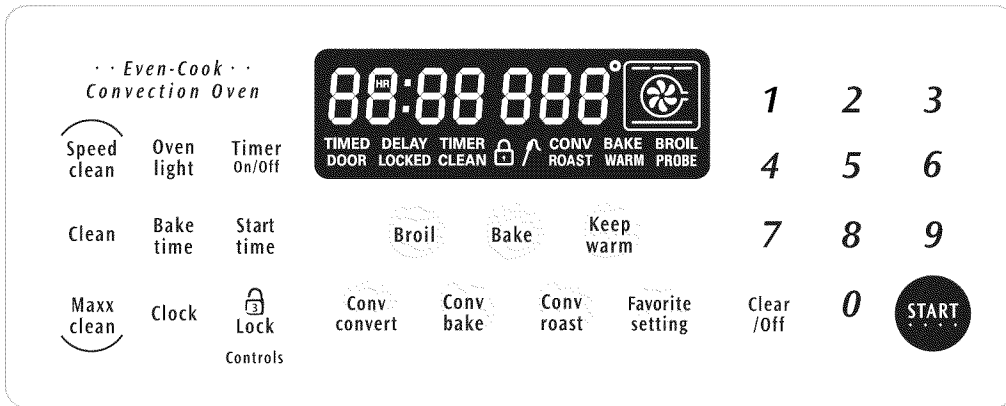 · · Even-Cook · ·
Convection Oven
Speed
clean
Oven
light
Timer
On/Off
Clean
Bake
time
Start
time
Maxx
clean
Clock
3
Lock
Controls
88:88 888°
HR
TIMED DELAY TIMER CONV BAKE BROIL
DOOR LOCKED CLEAN ROAST WARM PROBE
Broil
Bake
Keep
warm
Conv
convert
Conv
bake
Conv
roast
Favorite
setting
1 2 3
4 5 6
7 8 9
Clear
/Off
0
START